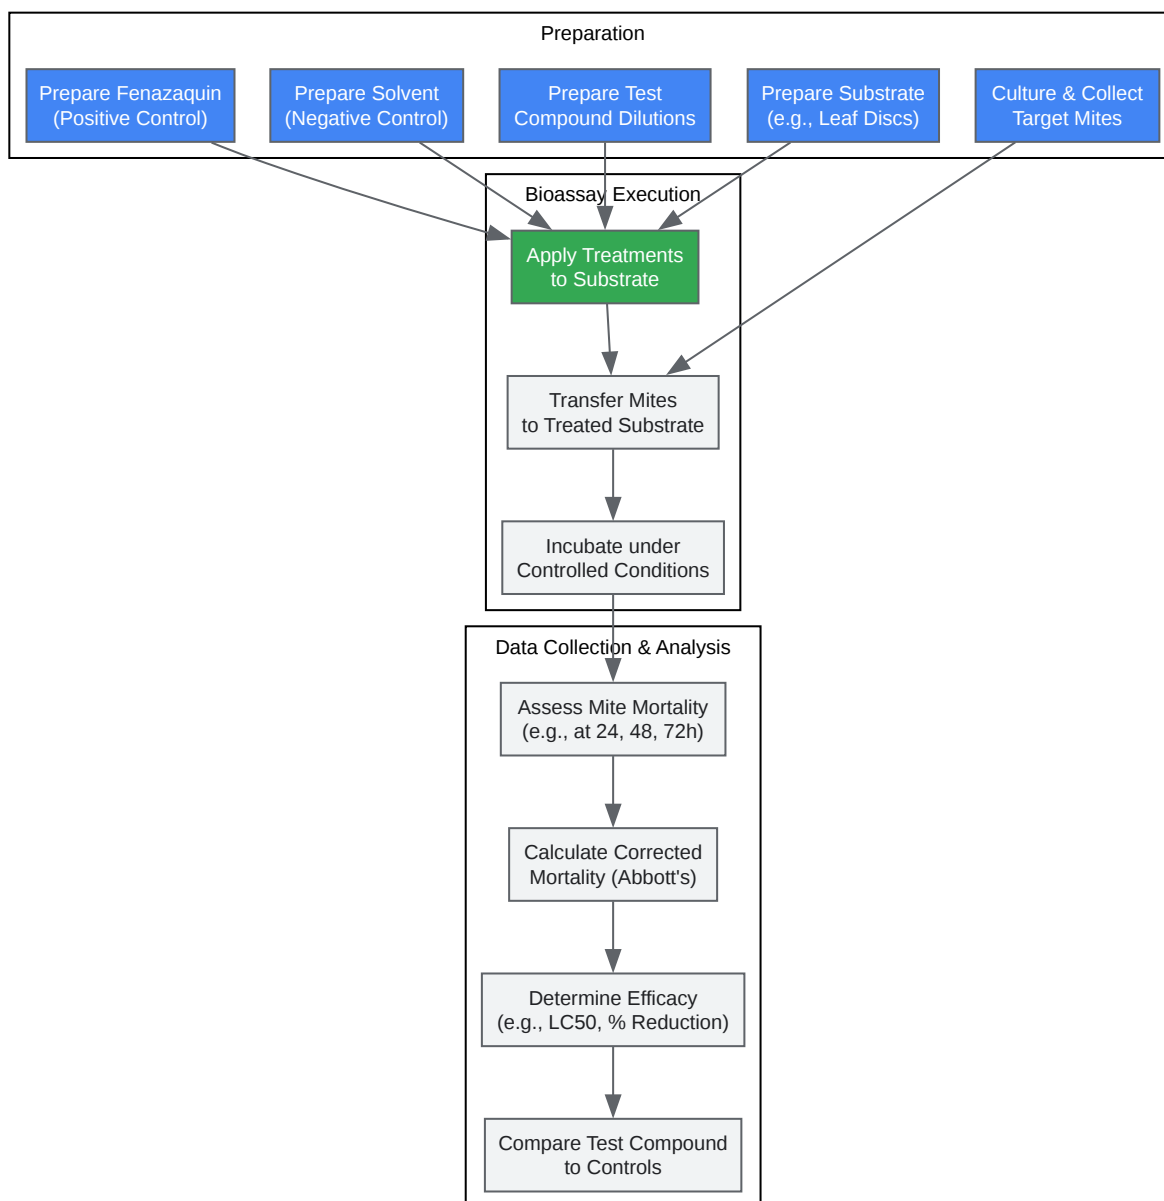 Preparation
Prepare Fenazaquin
(Positive Control)
Prepare Solvent
(Negative Control)
Prepare Test
Compound Dilutions
Prepare Substrate
(e.g., Leaf Discs)
Culture & Collect
Target Mites
Bioassay Execution
Apply Treatments
to Substrate
Transfer Mites
to Treated Substrate
Incubate under
Controlled Conditions
Data Collection & Analysis
Assess Mite Mortality
(e.g., at 24, 48, 72h)
Calculate Corrected
Mortality (Abbott's)
Determine Efficacy
(e.g., LC50, % Reduction)
Compare Test Compound
to Controls